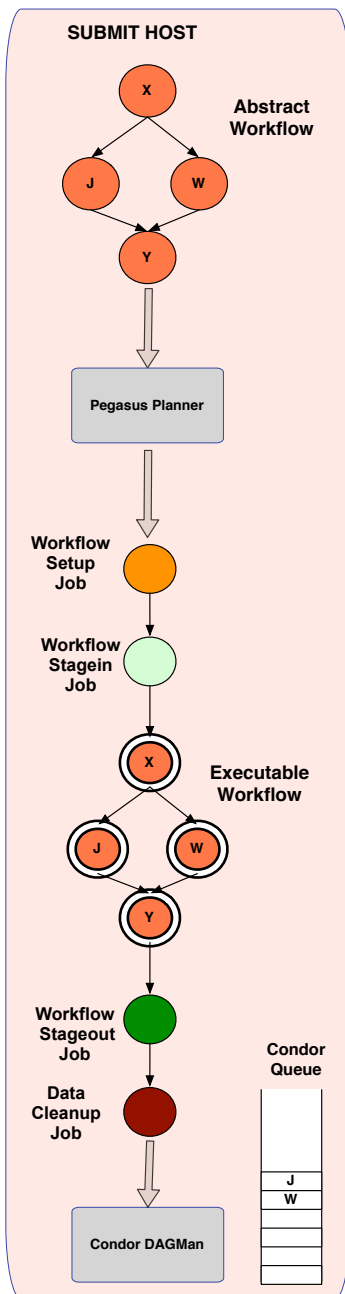 SUBMIT HOST
X
Abstract
Workflow
J
W
Y
Pegasus Planner
Workflow
Setup
Job
Workflow
Stagein
Job
X
Executable
Workflow
J
W
Y
Workflow
Stageout
Job
Condor
Queue
Data
Cleanup
Job
J
W
Condor DAGMan